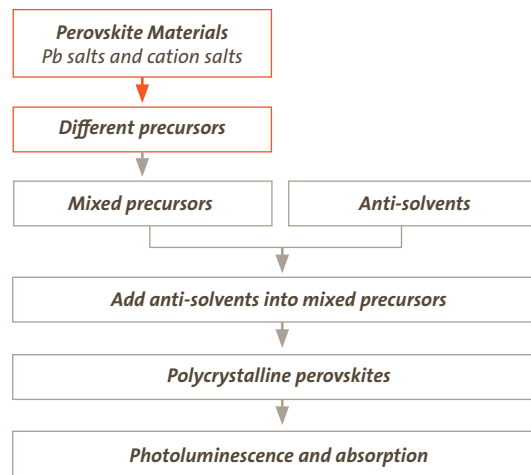 Perovskite Materials
Pb salts and cation salts
Different precursors
Mixed precursors
Anti-solvents
Add anti-solvents into mixed precursors
Polycrystalline perovskites
Photoluminescence and absorption